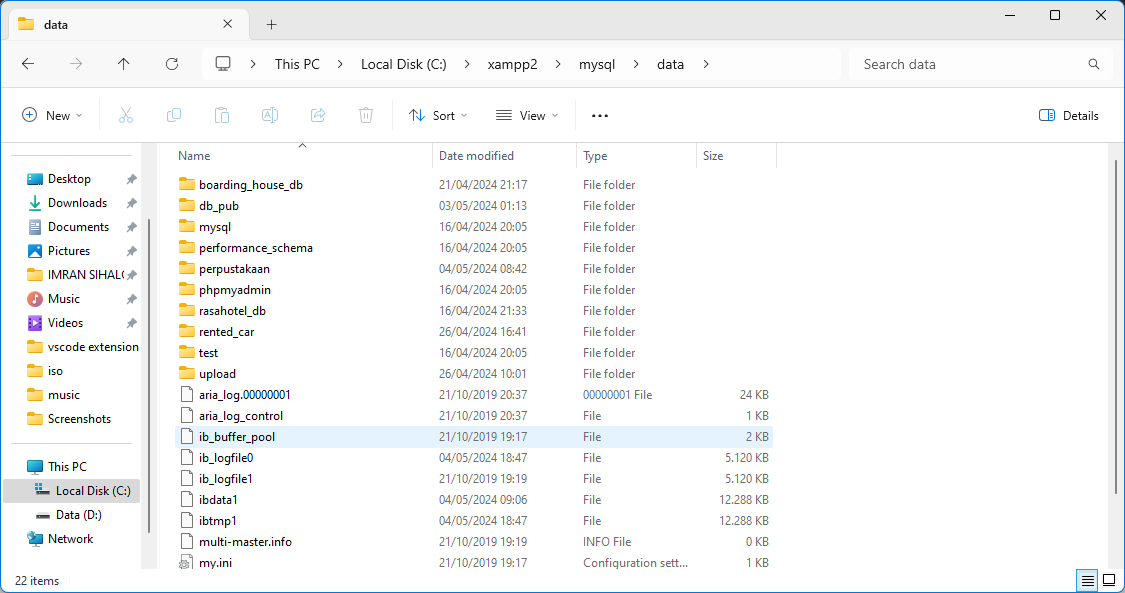 data
This PC
Local Disk (C:)
xampp2
mysql
data
Search data
New
Sort
View
Details
Name Date modified Type Size
boarding_house_db 21/04/2024 21:17 File folder
db_pub 03/05/2024 01:13 File folder
mysql 16/04/2024 20:05 File folder
performance_schema 16/04/2024 20:05 File folder
perpustakaan 04/05/2024 08:42 File folder
phpmyadmin 16/04/2024 20:05 File folder
rasahotel_db 16/04/2024 21:33 File folder
rented_car 26/04/2024 16:41 File folder
test 16/04/2024 20:05 File folder
upload 26/04/2024 10:01 File folder
aria_log.00000001 21/10/2019 20:37 00000001 File 24 KB
aria_log_control 21/10/2019 20:37 File 1 KB
ib_buffer_pool 21/10/2019 19:17 File 2 KB
ib_logfile0 04/05/2024 18:47 File 5.120 KB
ib_logfile1 21/10/2019 19:19 File 5.120 KB
ibdata1 04/05/2024 09:06 File 12.288 KB
ibtmp1 04/05/2024 18:47 File 12.288 KB
multi-master.info 21/10/2019 19:19 INFO File 0 KB
my.ini 21/10/2019 19:17 Configuration sett... 1 KB
Desktop
Downloads
Documents
Pictures
IMRAN SIHAL
Music
Videos
vscode extension
iso
music
Screenshots
This PC
Local Disk (C:)
Data (D:)
Network
22 items